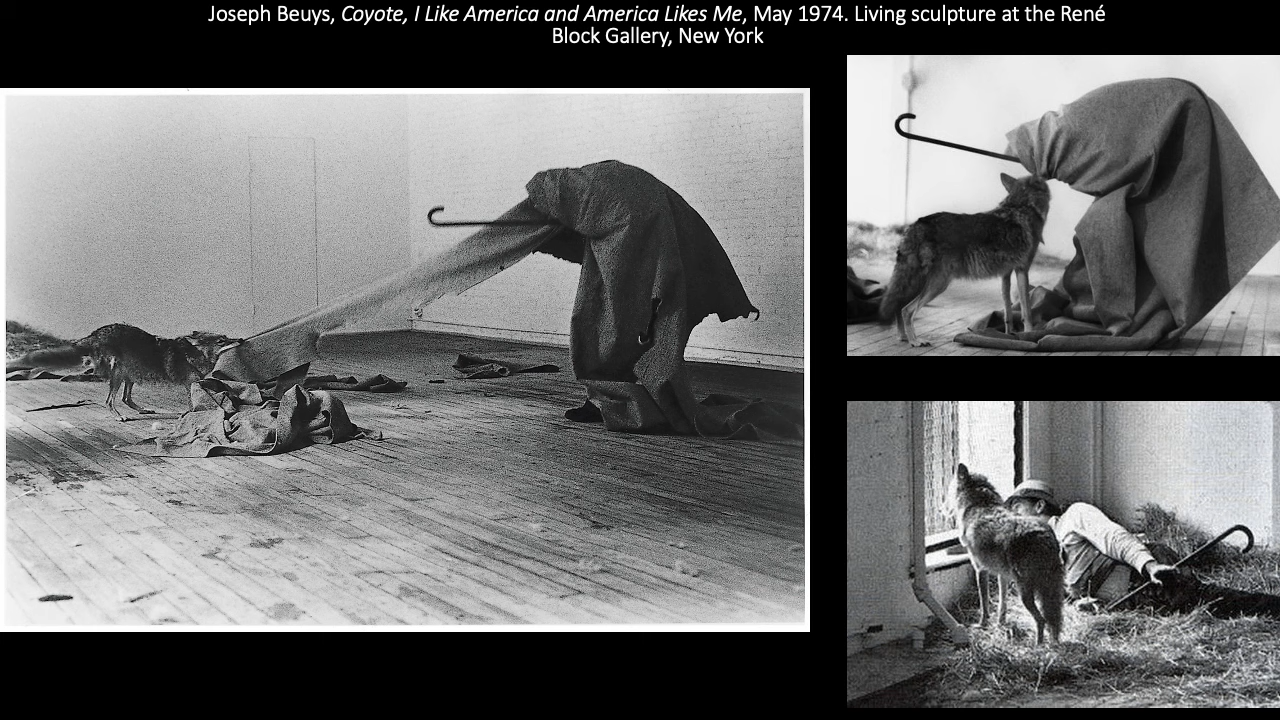 Joseph Beuys, Coyote, I Like America and America Likes Me, May 1974. Living sculpture at the René
Block Gallery, New York